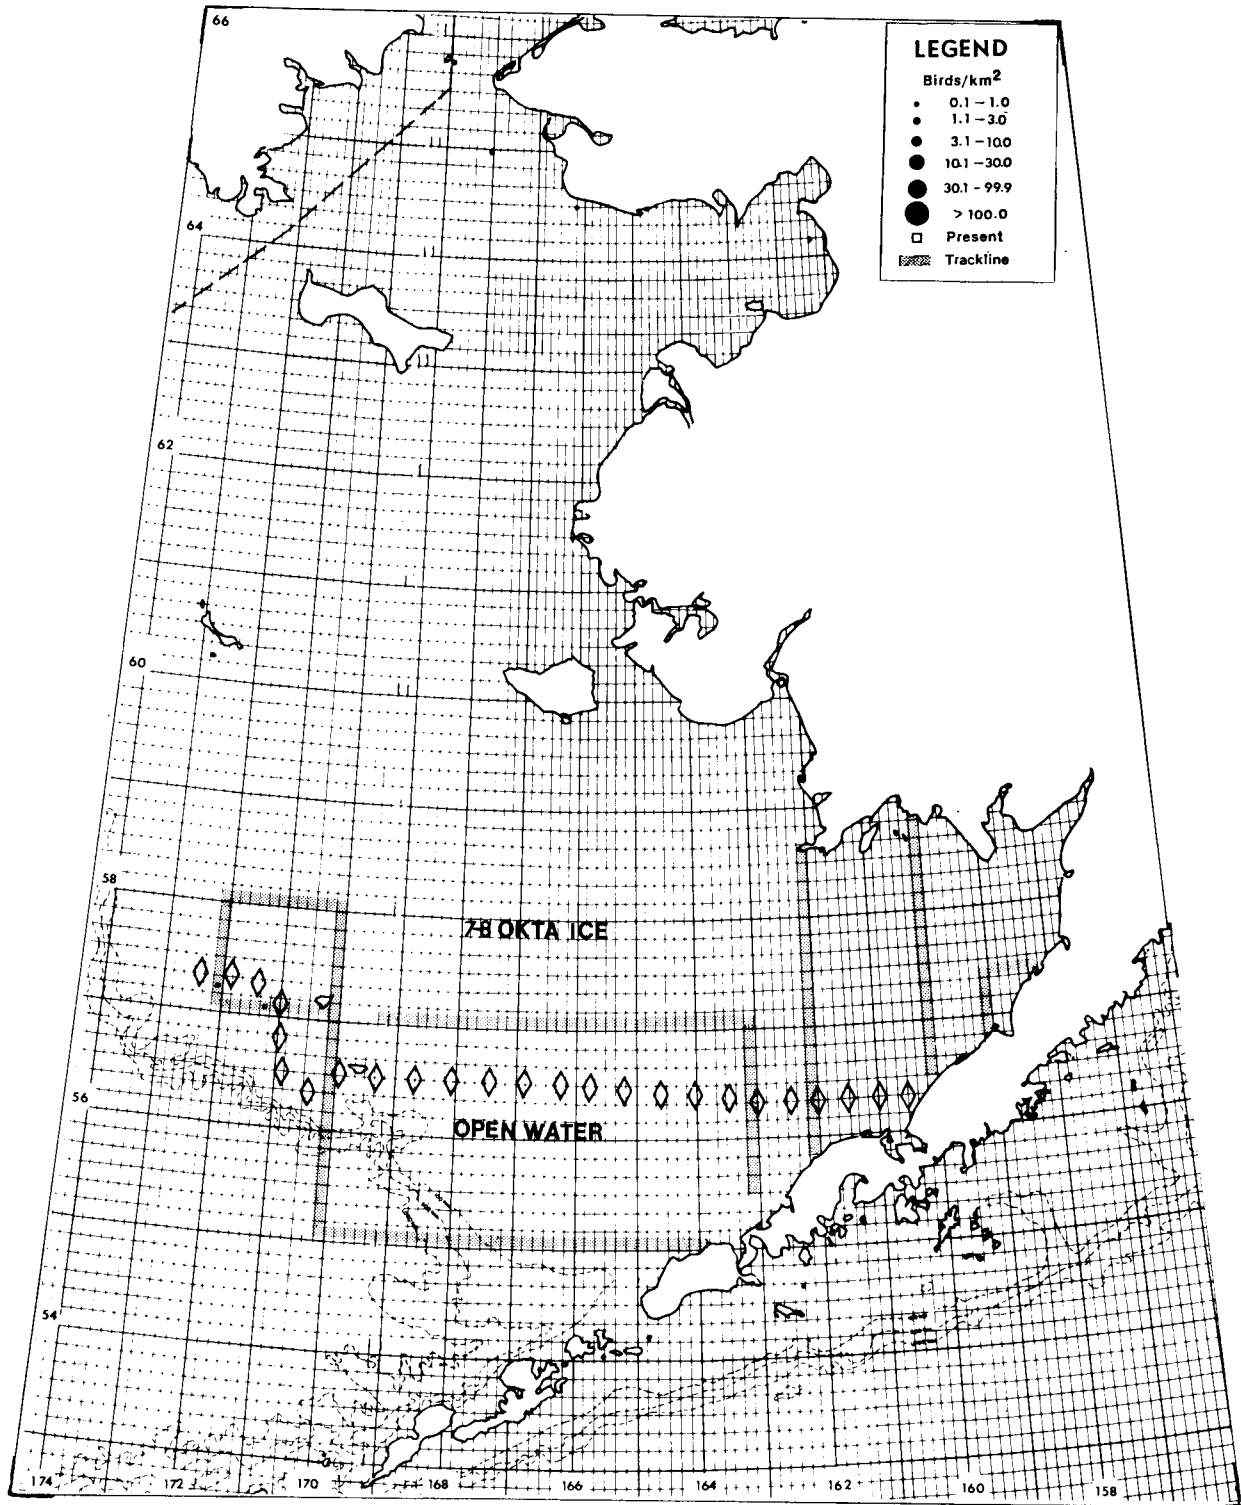 66
LEGEND
Birds/km²
0.1 – 1.0
1.1 – 3.0
3.1 – 10.0
10.1 – 30.0
30.1 – 99.9
> 100.0
Present
Trackline
64
62
60
58
7-8 OKTA ICE
56
OPEN WATER
54
174 172 170 168 166 164 162 160 158